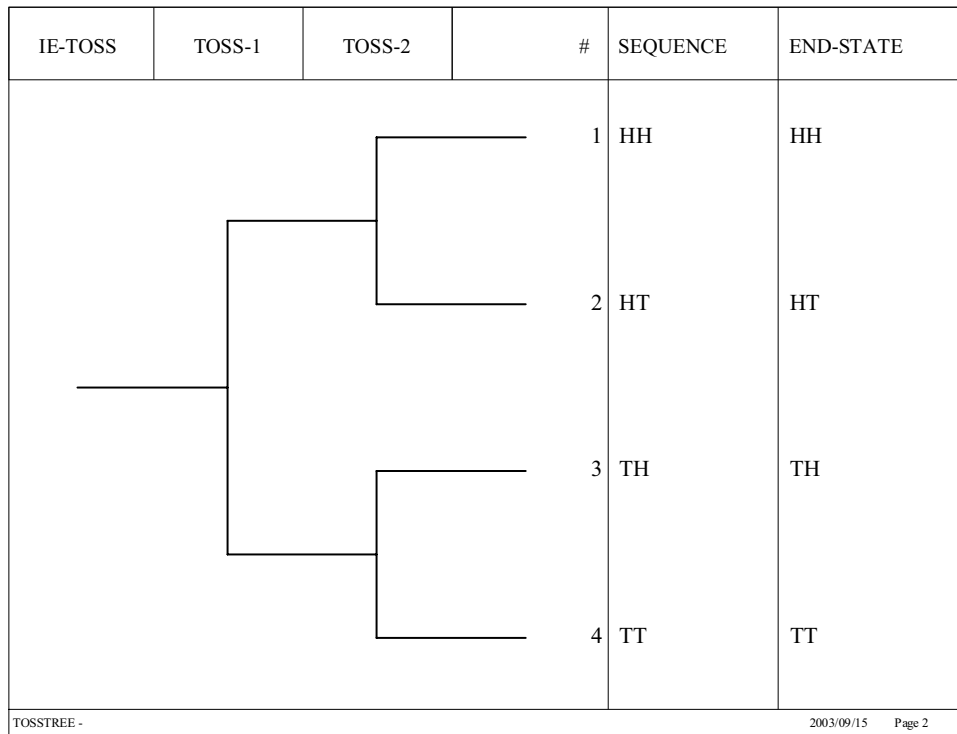 IE-TOSS TOSS-1 TOSS-2 # SEQUENCE END-STATE
1 HH HH
2 HT HT
3 TH TH
4 TT TT
TOSSTREE - 2003/09/15 Page 2